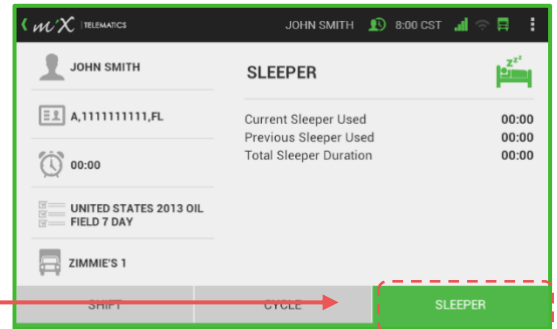 mix TELEMATICS
JOHN SMITH 8:00 CST
JOHN SMITH
A,1111111111,FL
00:00
UNITED STATES 2013 OIL
FIELD 7 DAY
ZIMMIE'S 1
SLEEPER
zzz
Current Sleeper Used 00:00
Previous Sleeper Used 00:00
Total Sleeper Duration 00:00
SHIFT CYCLE SLEEPER